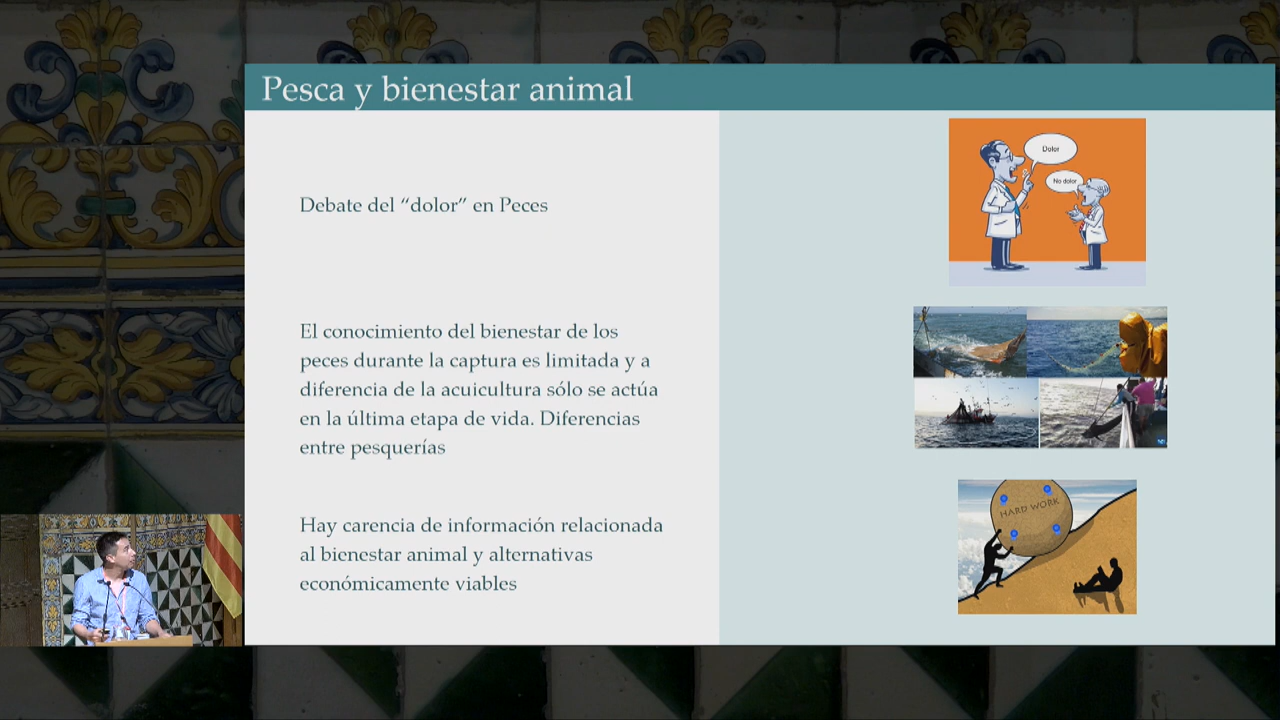 Pesca y bienestar animal
Debate del “dolor” en Peces
Dolor
No dolor
El conocimiento del bienestar de los
peces durante la captura es limitada y a
diferencia de la acuicultura sólo se actúa
en la última etapa de vida. Diferencias
entre pesquerías
Hay carencia de información relacionada
al bienestar animal y alternativas
económicamente viables
HARD WORK